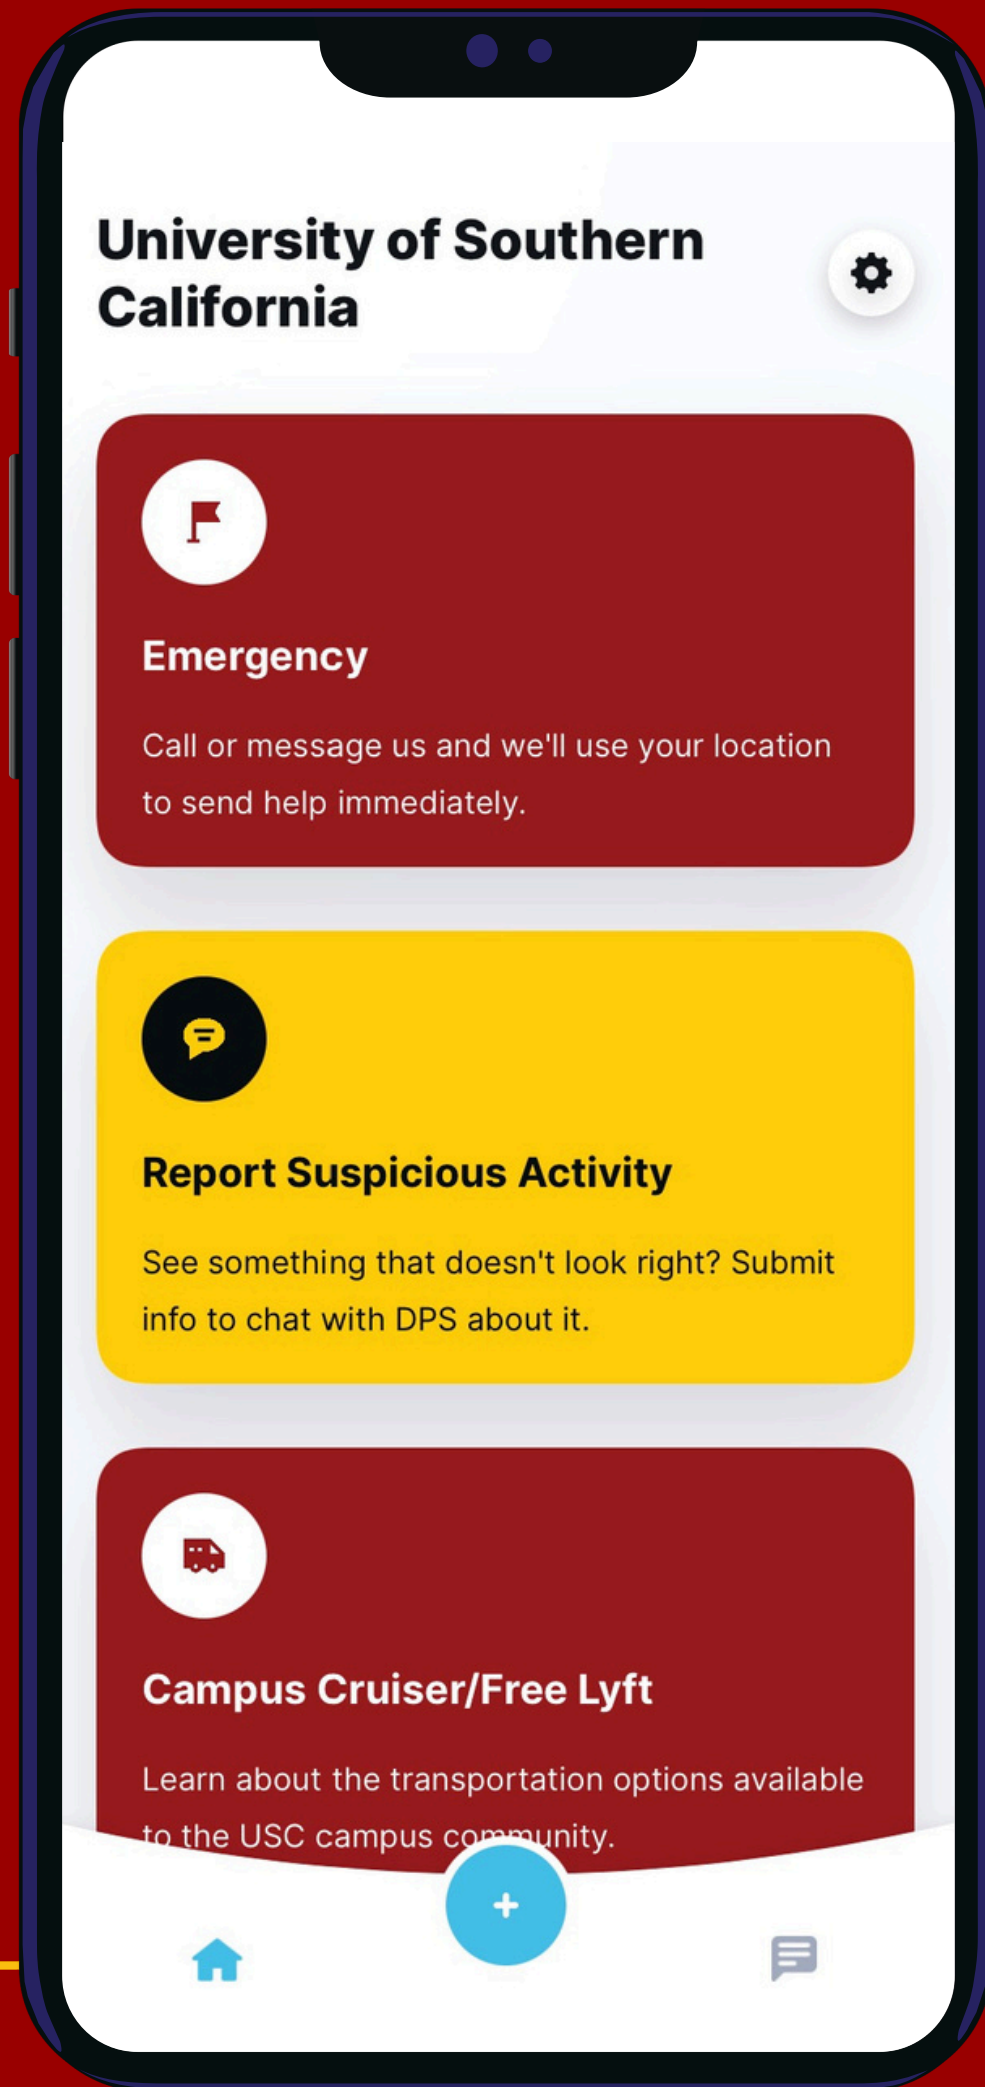 University of Southern
California
Emergency
Call or message us and we'll use your location
to send help immediately.
Report Suspicious Activity
See something that doesn't look right? Submit
info to chat with DPS about it.
Campus Cruiser/Free Lyft
Learn about the transportation options available
to the USC campus community.